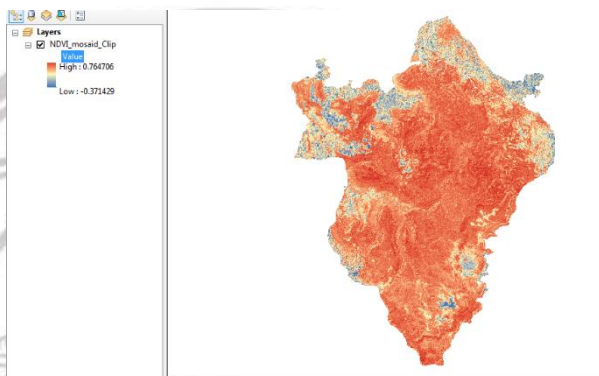 Layers
NDVI_mosaid_Clip
Value
High : 0.764706
Low : -0.371429